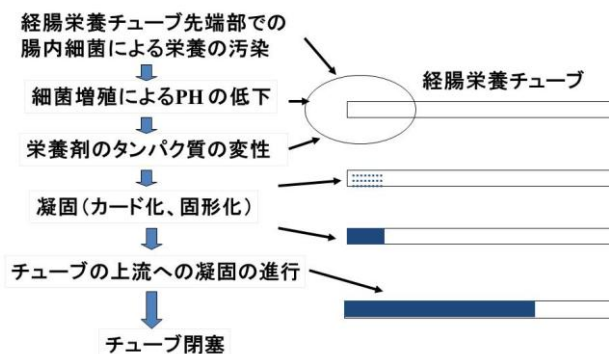 経腸栄養チューブ先端部での
腸内細菌による栄養の汚染
経腸栄養チューブ
細菌増殖によるPHの低下
栄養剤のタンパク質の変性
凝固(カード化、固形化)
チューブの上流への凝固の進行
チューブ閉塞